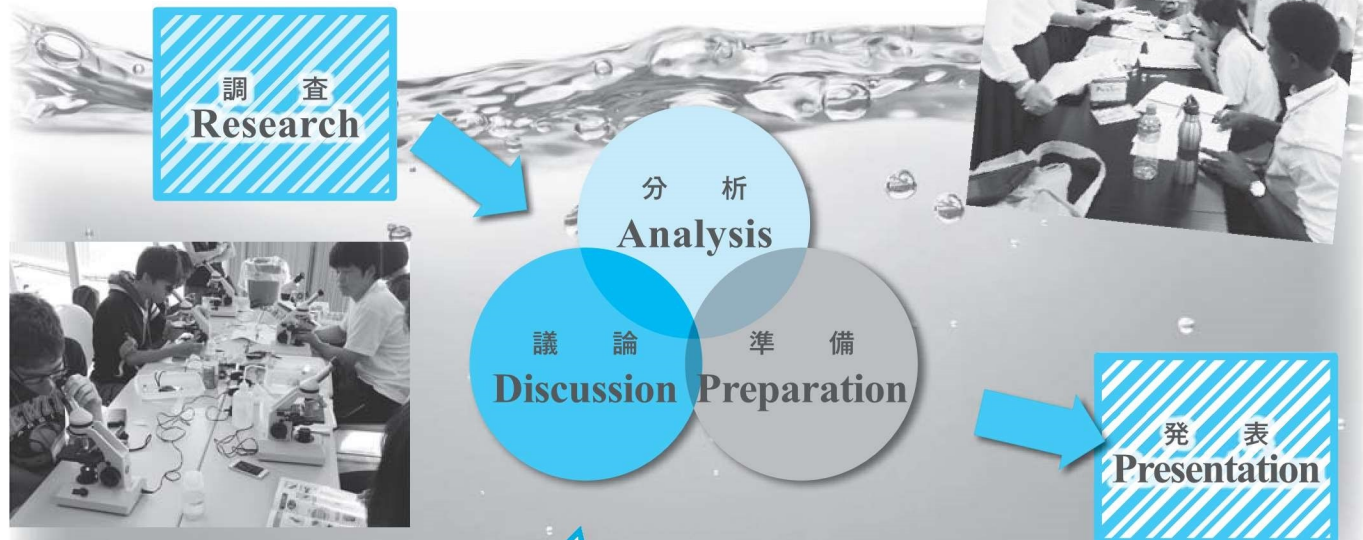 調 査
Research
分 析
Analysis
議 論
Discussion
準 備
Preparation
発 表
Presentation